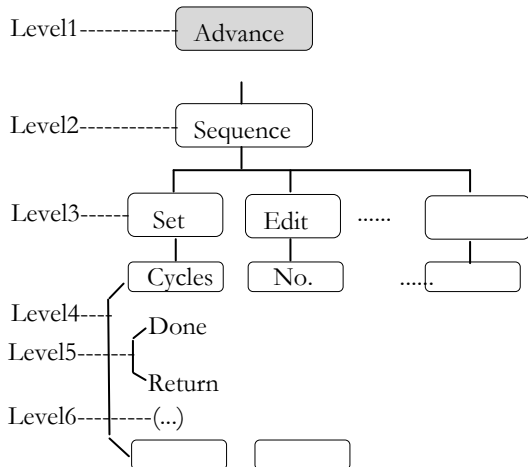 Level1 Advance
Level2 Sequence
Level3 Set Edit ......
Cycles No. ......
Level4
Done
Level5
Return
Level6 (...)